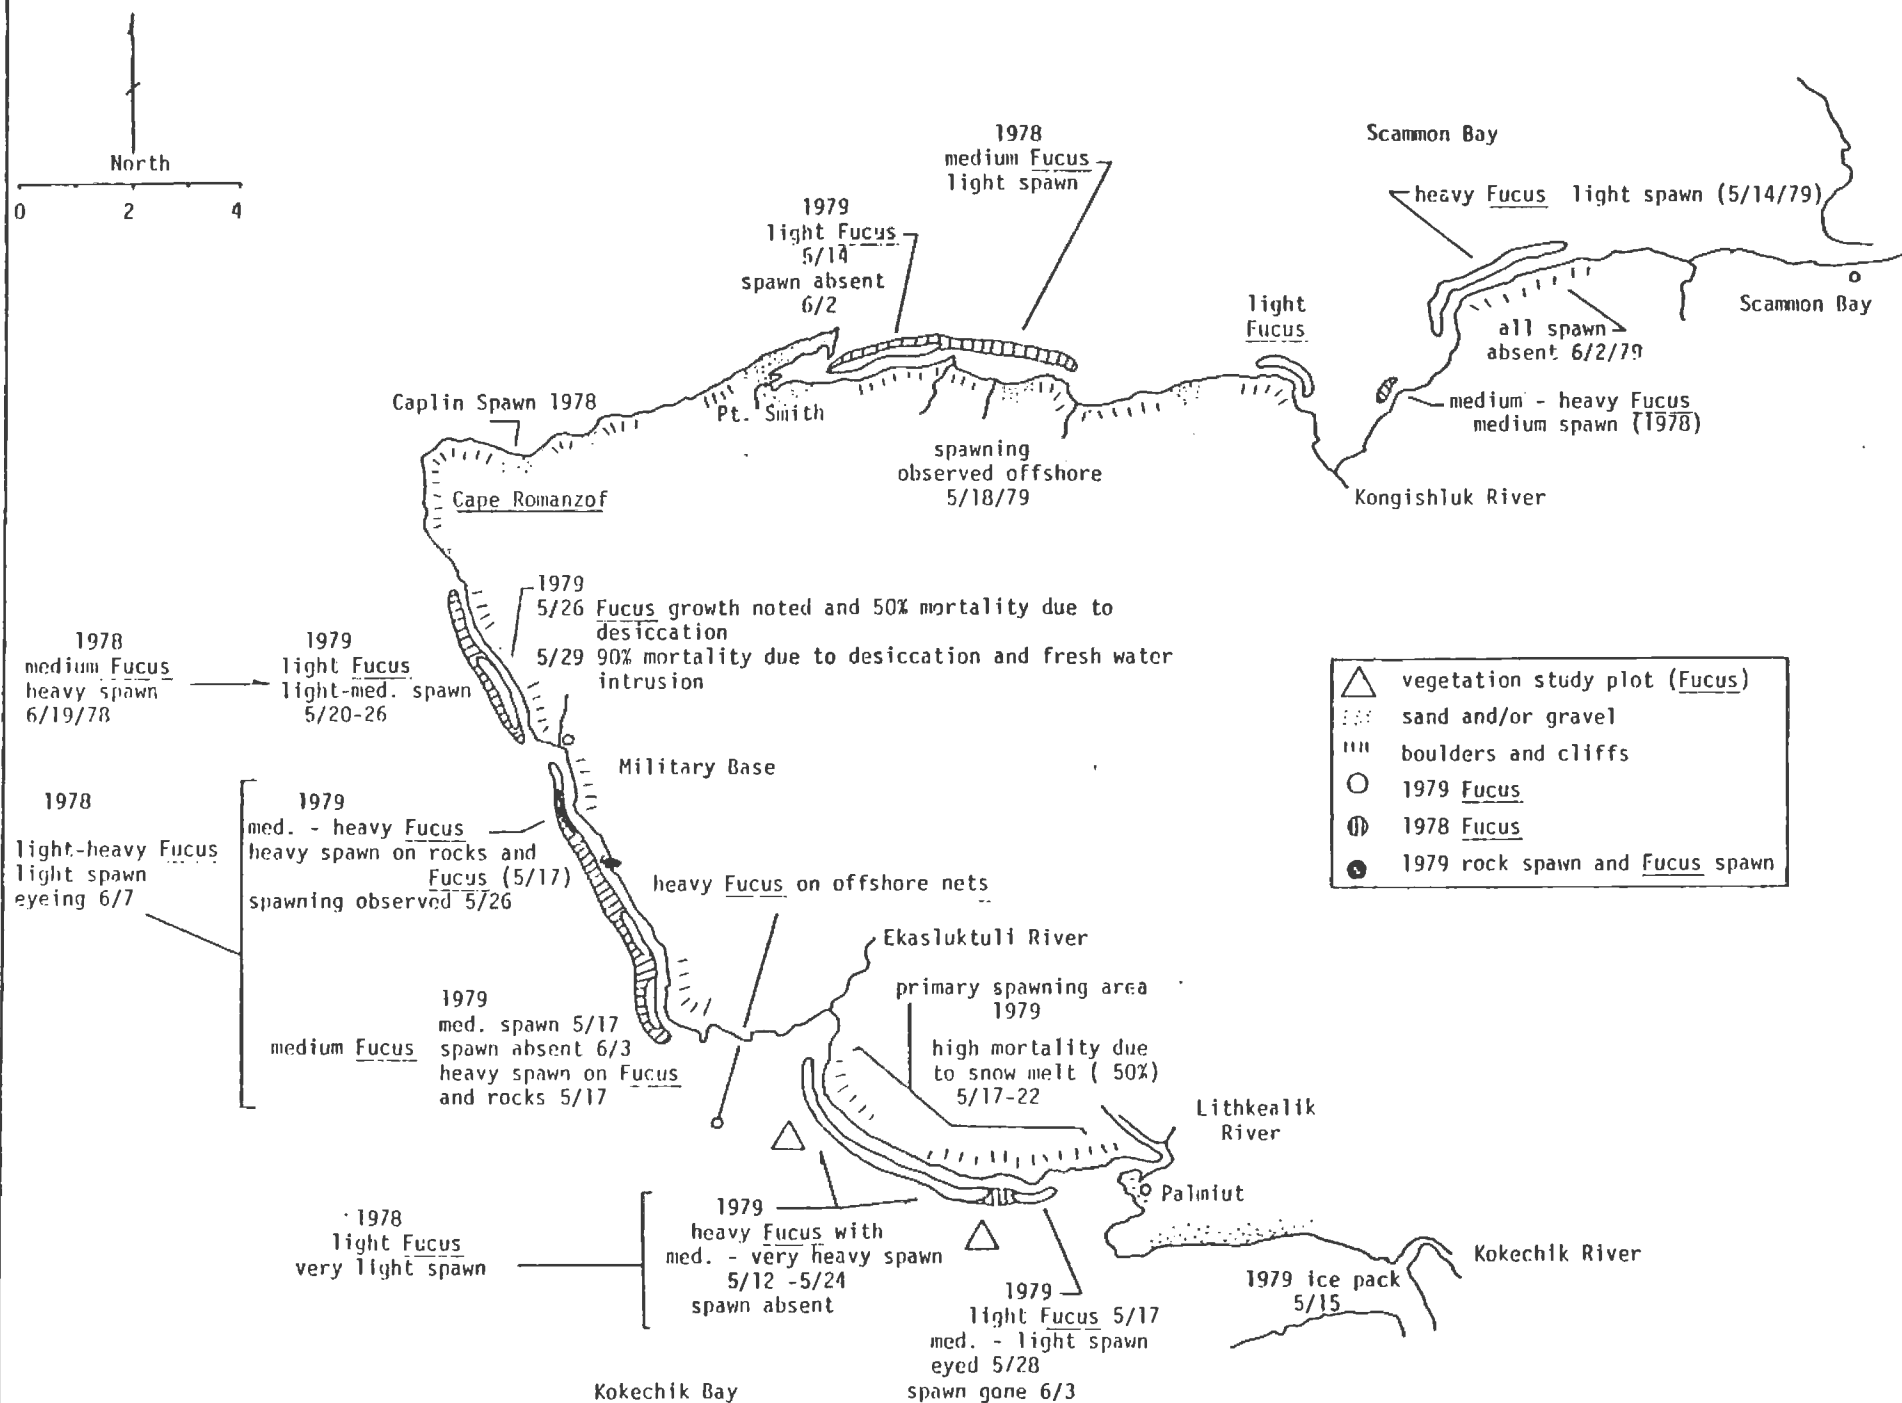 North
0 2 4
1978
medium Fucus
light spawn
Scammon Bay
heavy Fucus light spawn (5/14/79)
1979
light Fucus
5/14
spawn absent
6/2
light
Fucus
Scammon Bay
all spawn
absent 6/2/79
medium - heavy Fucus
medium spawn (1978)
Caplin Spawn 1978
Pt. Smith
spawning
observed offshore
5/18/79
Kongishluk River
Cape Romanzof
1979
5/26 Fucus growth noted and 50% mortality due to
desiccation
5/29 90% mortality due to desiccation and fresh water
intrusion
1978
medium Fucus
heavy spawn
6/19/78
1979
light Fucus
light-med. spawn
5/20-26
Military Base
vegetation study plot (Fucus)
sand and/or gravel
boulders and cliffs
1979 Fucus
1978 Fucus
1979 rock spawn and Fucus spawn
1978
light-heavy Fucus
light spawn
eyeing 6/7
1979
med. - heavy Fucus
heavy spawn on rocks and
Fucus (5/17)
spawning observed 5/26
heavy Fucus on offshore nets
Ekasluktuli River
primary spawning area
1979
high mortality due
to snow melt ( 50%)
5/17-22
1979
med. spawn 5/17
medium Fucus spawn absent 6/3
heavy spawn on Fucus
and rocks 5/17
Lithkealik
River
Palmiut
1978
light Fucus
very light spawn
1979
heavy Fucus with
med. - very heavy spawn
5/12 -5/24
spawn absent
Kokechik River
1979 ice pack
5/15
1979
light Fucus 5/17
med. - light spawn
eyed 5/28
spawn gone 6/3
Kokechik Bay